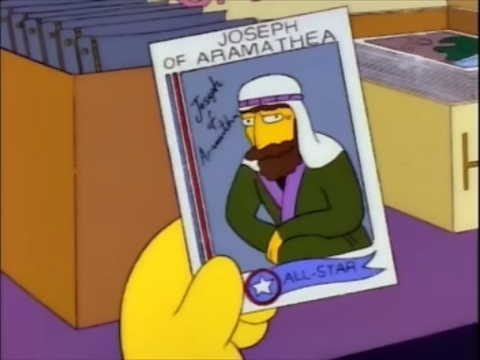 JOSEPH
OF ARAMATHEA
Joseph
of
Aramathea
ALL-STAR